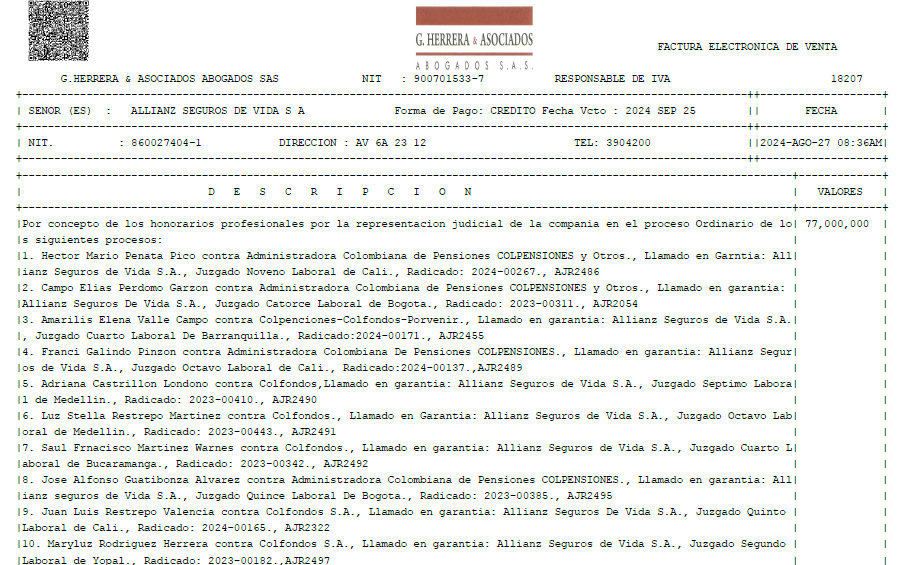 G. HERRERA & ASOCIADOS
ABOGADOS S.A.S.
FACTURA ELECTRONICA DE VENTA
G.HERRERA & ASOCIADOS ABOGADOS SAS NIT : 900701533-7 RESPONSABLE DE IVA 18207
SENOR (ES) : ALLIANZ SEGUROS DE VIDA S A Forma de Pago: CREDITO Fecha Vcto : 2024 SEP 25 FECHA
NIT. : 860027404-1 DIRECCION : AV 6A 23 12 TEL: 3904200 2024-AGO-27 08:36AM
D E S C R I P C I O N VALORES
Por concepto de los honorarios profesionales por la representacion judicial de la compania en el proceso Ordinario de lo 77,000,000
s siguientes procesos:
1. Hector Mario Penata Pico contra Administradora Colombiana de Pensiones COLPENSIONES y Otros., Llamado en Garntia: All
ianz Seguros de Vida S.A., Juzgado Noveno Laboral de Cali., Radicado: 2024-00267., AJR2486
2. Campo Elias Perdomo Garzon contra Administradora Colombiana de Pensiones COLPENSIONES y Otros., Llamado en garantia:
Allianz Seguros De Vida S.A., Juzgado Catorce Laboral de Bogota., Radicado: 2023-00311., AJR2054
3. Amarilis Elena Valle Campo contra Colpenciones-Colfondos-Porvenir., Llamado en garantia: Allianz Seguros de Vida S.A.
, Juzgado Cuarto Laboral De Barranquilla., Radicado:2024-00171., AJR2455
4. Franci Galindo Pinzon contra Administradora Colombiana De Pensiones COLPENSIONES., Llamado en garantia: Allianz Segur
os de Vida S.A., Juzgado Octavo Laboral de Cali., Radicado:2024-00137.,AJR2489
5. Adriana Castrillon Londono contra Colfondos,Llamado en garantia: Allianz Seguros de Vida S.A., Juzgado Septimo Labora
l de Medellin., Radicado: 2023-00410., AJR2490
6. Luz Stella Restrepo Martinez contra Colfondos., Llamado en Garantia: Allianz Seguros de Vida S.A., Juzgado Octavo Lab
oral de Medellin., Radicado: 2023-00443., AJR2491
7. Saul Frnacisco Martinez Warnes contra Colfondos., Llamado en garantia: Allianz Seguros de Vida S.A., Juzgado Cuarto L
aboral de Bucaramanga., Radicado: 2023-00342., AJR2492
8. Jose Alfonso Guatibonza Alvarez contra Administradora Colombiana de Pensiones COLPENSIONES., Llamado en garantia: All
ianz seguros de Vida S.A., Juzgado Quince Laboral De Bogota., Radicado: 2023-00385., AJR2495
9. Juan Luis Restrepo Valencia contra Colfondos S.A., Llamado en garantia: Allianz Seguros De Vida S.A., Juzgado Quinto
Laboral de Cali., Radicado: 2024-00165., AJR2322
10. Maryluz Rodriguez Herrera contra Colfondos S.A., Llamado en garantia: Allianz Seguros de Vida S.A., Juzgado Segundo
Laboral de Yopal., Radicado: 2023-00182.,AJR2497